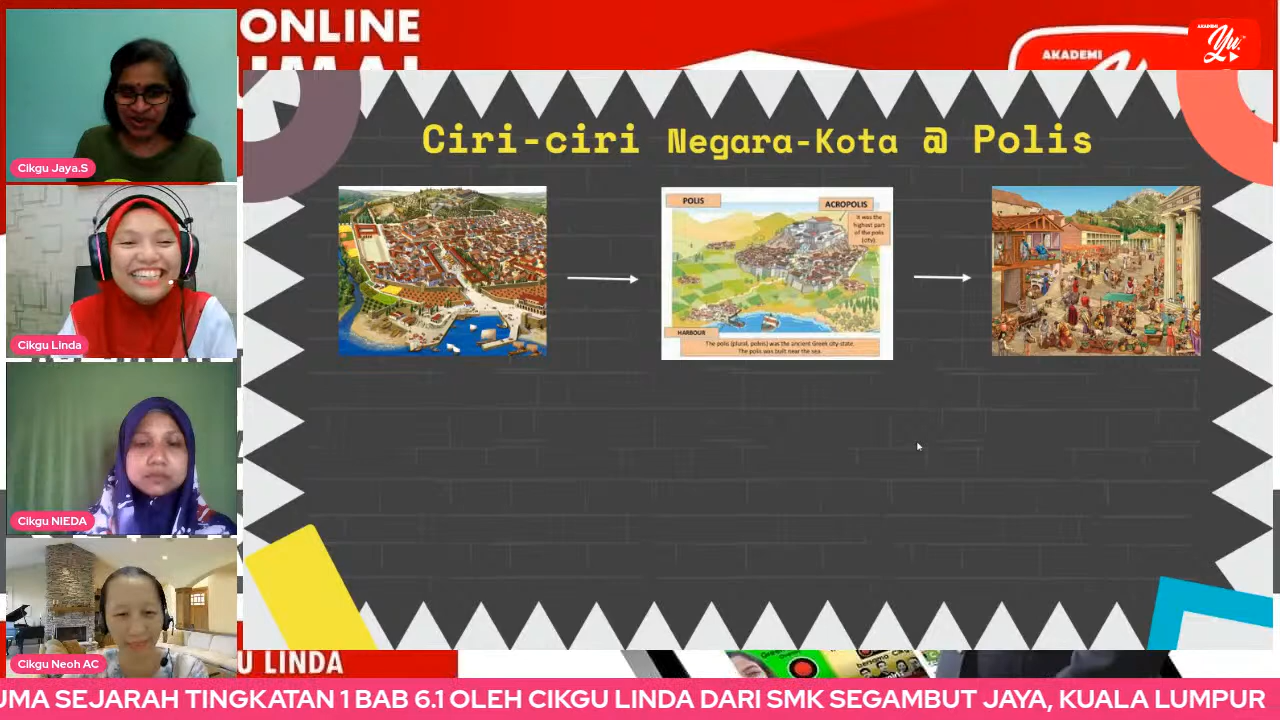 ONLINE
AKADEMI
AKADEMI
Yu
Ciri-ciri Negara-Kota @ Polis
POLIS
ACROPOLIS
It was the
highest part
of the polis
(city).
HARBOUR
The polis (plural, poleis) was the ancient Greek city-state.
The polis was built near the sea.
Cikgu Jaya.S
Cikgu Linda
Cikgu NIEDA
Cikgu Neoh AC
U LINDA
UMA SEJARAH TINGKATAN 1 BAB 6.1 OLEH CIKGU LINDA DARI SMK SEGAMBUT JAYA, KUALA LUMPUR